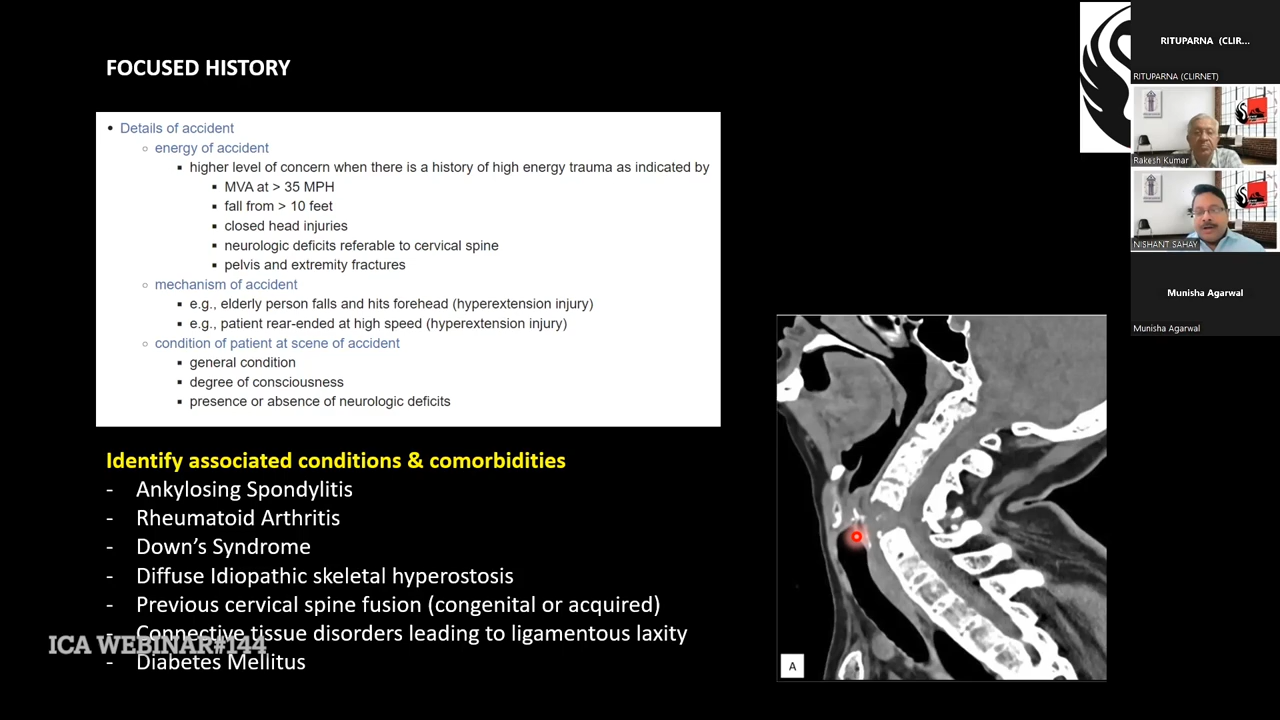 FOCUSED HISTORY
• Details of accident
○ energy of accident
▪ higher level of concern when there is a history of high energy trauma as indicated by
▪ MVA at > 35 MPH
▪ fall from > 10 feet
▪ closed head injuries
▪ neurologic deficits referable to cervical spine
▪ pelvis and extremity fractures
○ mechanism of accident
▪ e.g., elderly person falls and hits forehead (hyperextension injury)
▪ e.g., patient rear-ended at high speed (hyperextension injury)
○ condition of patient at scene of accident
▪ general condition
▪ degree of consciousness
▪ presence or absence of neurologic deficits
Identify associated conditions & comorbidities
- Ankylosing Spondylitis
- Rheumatoid Arthritis
- Down's Syndrome
- Diffuse Idiopathic skeletal hyperostosis
- Previous cervical spine fusion (congenital or acquired)
- Connective tissue disorders leading to ligamentous laxity
- Diabetes Mellitus
ICA WEBINAR#144
A
RITUPARNA (CLIR...
RITUPARNA (CLIRNET)
Rakesh Kumar
NISHANT SAHAY
Munisha Agarwal
Munisha Agarwal